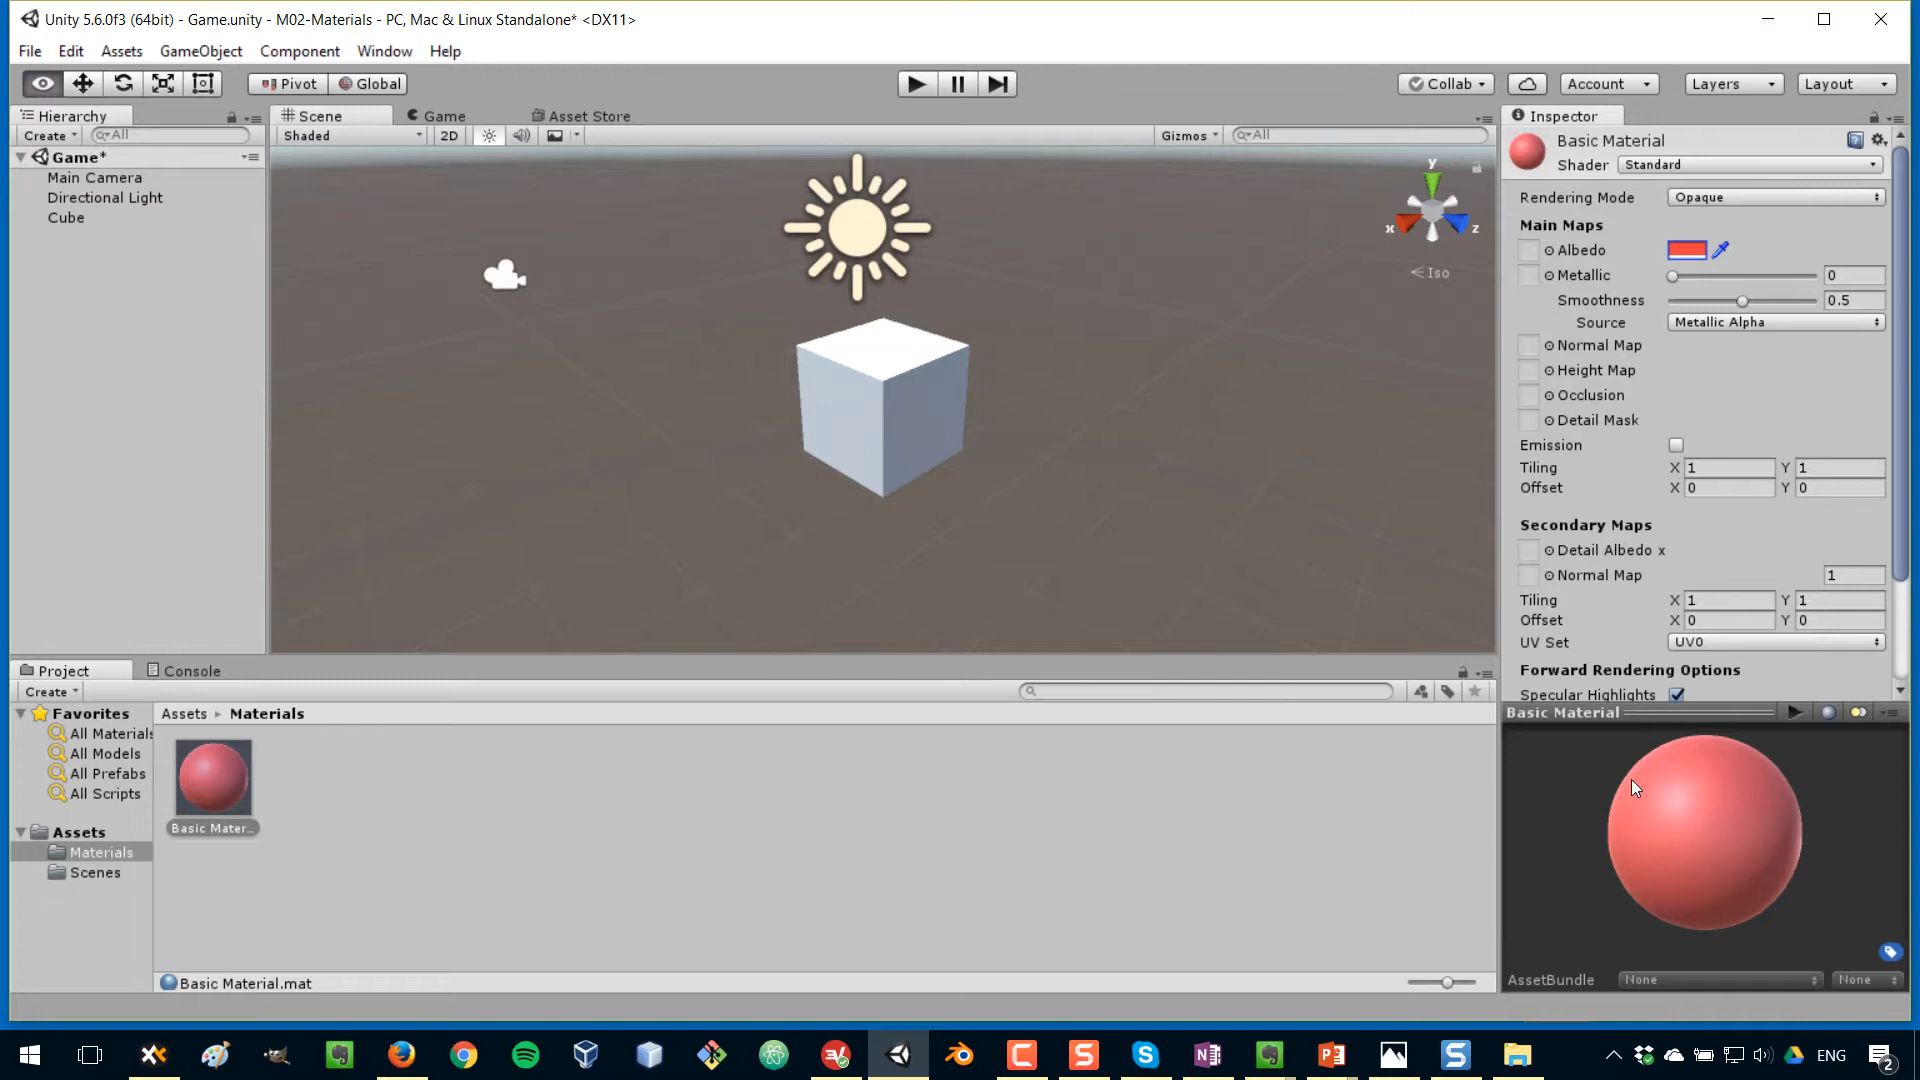 Unity 5.6.0f3 (64bit) - Game.unity - M02-Materials - PC, Mac & Linux Standalone* <DX11>
File Edit Assets GameObject Component Window Help
Pivot Global Collab Account Layers Layout
Hierarchy
Create All
Game*
Main Camera
Directional Light
Cube
Scene Game Asset Store
Shaded 2D Gizmos All
y
x z
Iso
Inspector
Basic Material
Shader Standard
Rendering Mode Opaque
Main Maps
Albedo
Metallic 0
Smoothness 0.5
Source Metallic Alpha
Normal Map
Height Map
Occlusion
Detail Mask
Emission
Tiling X 1 Y 1
Offset X 0 Y 0
Secondary Maps
Detail Albedo x
Normal Map 1
Tiling X 1 Y 1
Offset X 0 Y 0
UV Set UV0
Forward Rendering Options
Specular Highlights
Basic Material
AssetBundle None None
Project Console
Create
Favorites
All Materials
All Models
All Prefabs
All Scripts
Assets
Materials
Scenes
Assets Materials
Basic Mater...
Basic Material.mat
ENG
2